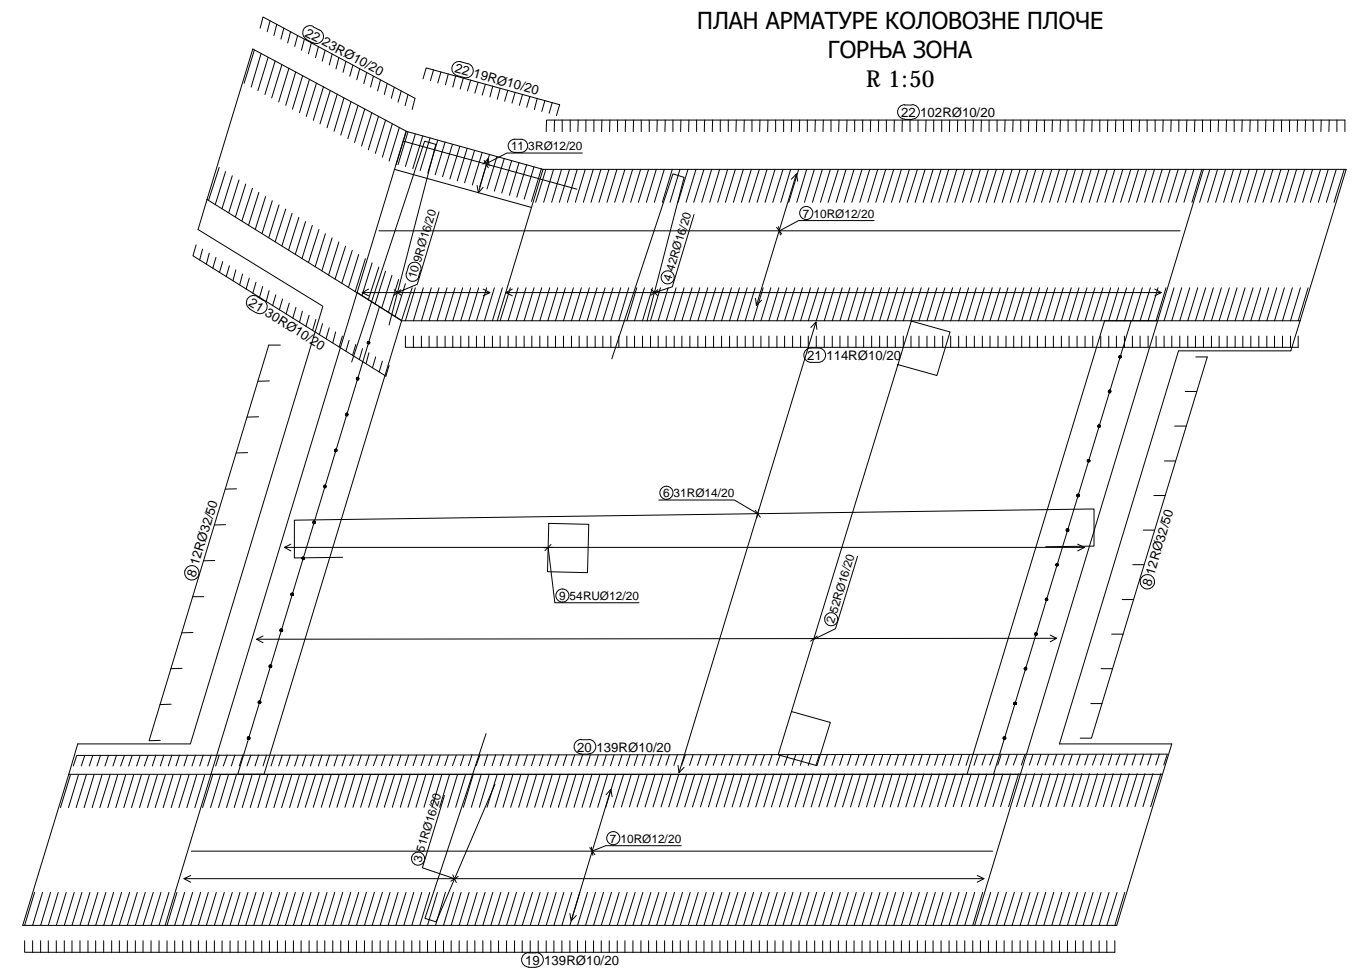 ПЛАН АРМАТУРЕ КОЛОВОЗНЕ ПЛОЧЕ
ГОРЊА ЗОНА
R 1:50
22 23RØ10/20
22 19RØ10/20
22 102RØ10/20
11 3RØ12/20
7 10RØ12/20
10 9RØ16/20
4 42RØ16/20
21 30RØ10/20
21 114RØ10/20
6 31RØ14/20
8 12RØ32/50
8 12RØ32/50
9 54RUØ12/20
2 52RØ16/20
20 139RØ10/20
3 51RØ16/20
7 10RØ12/20
19 139RØ10/20